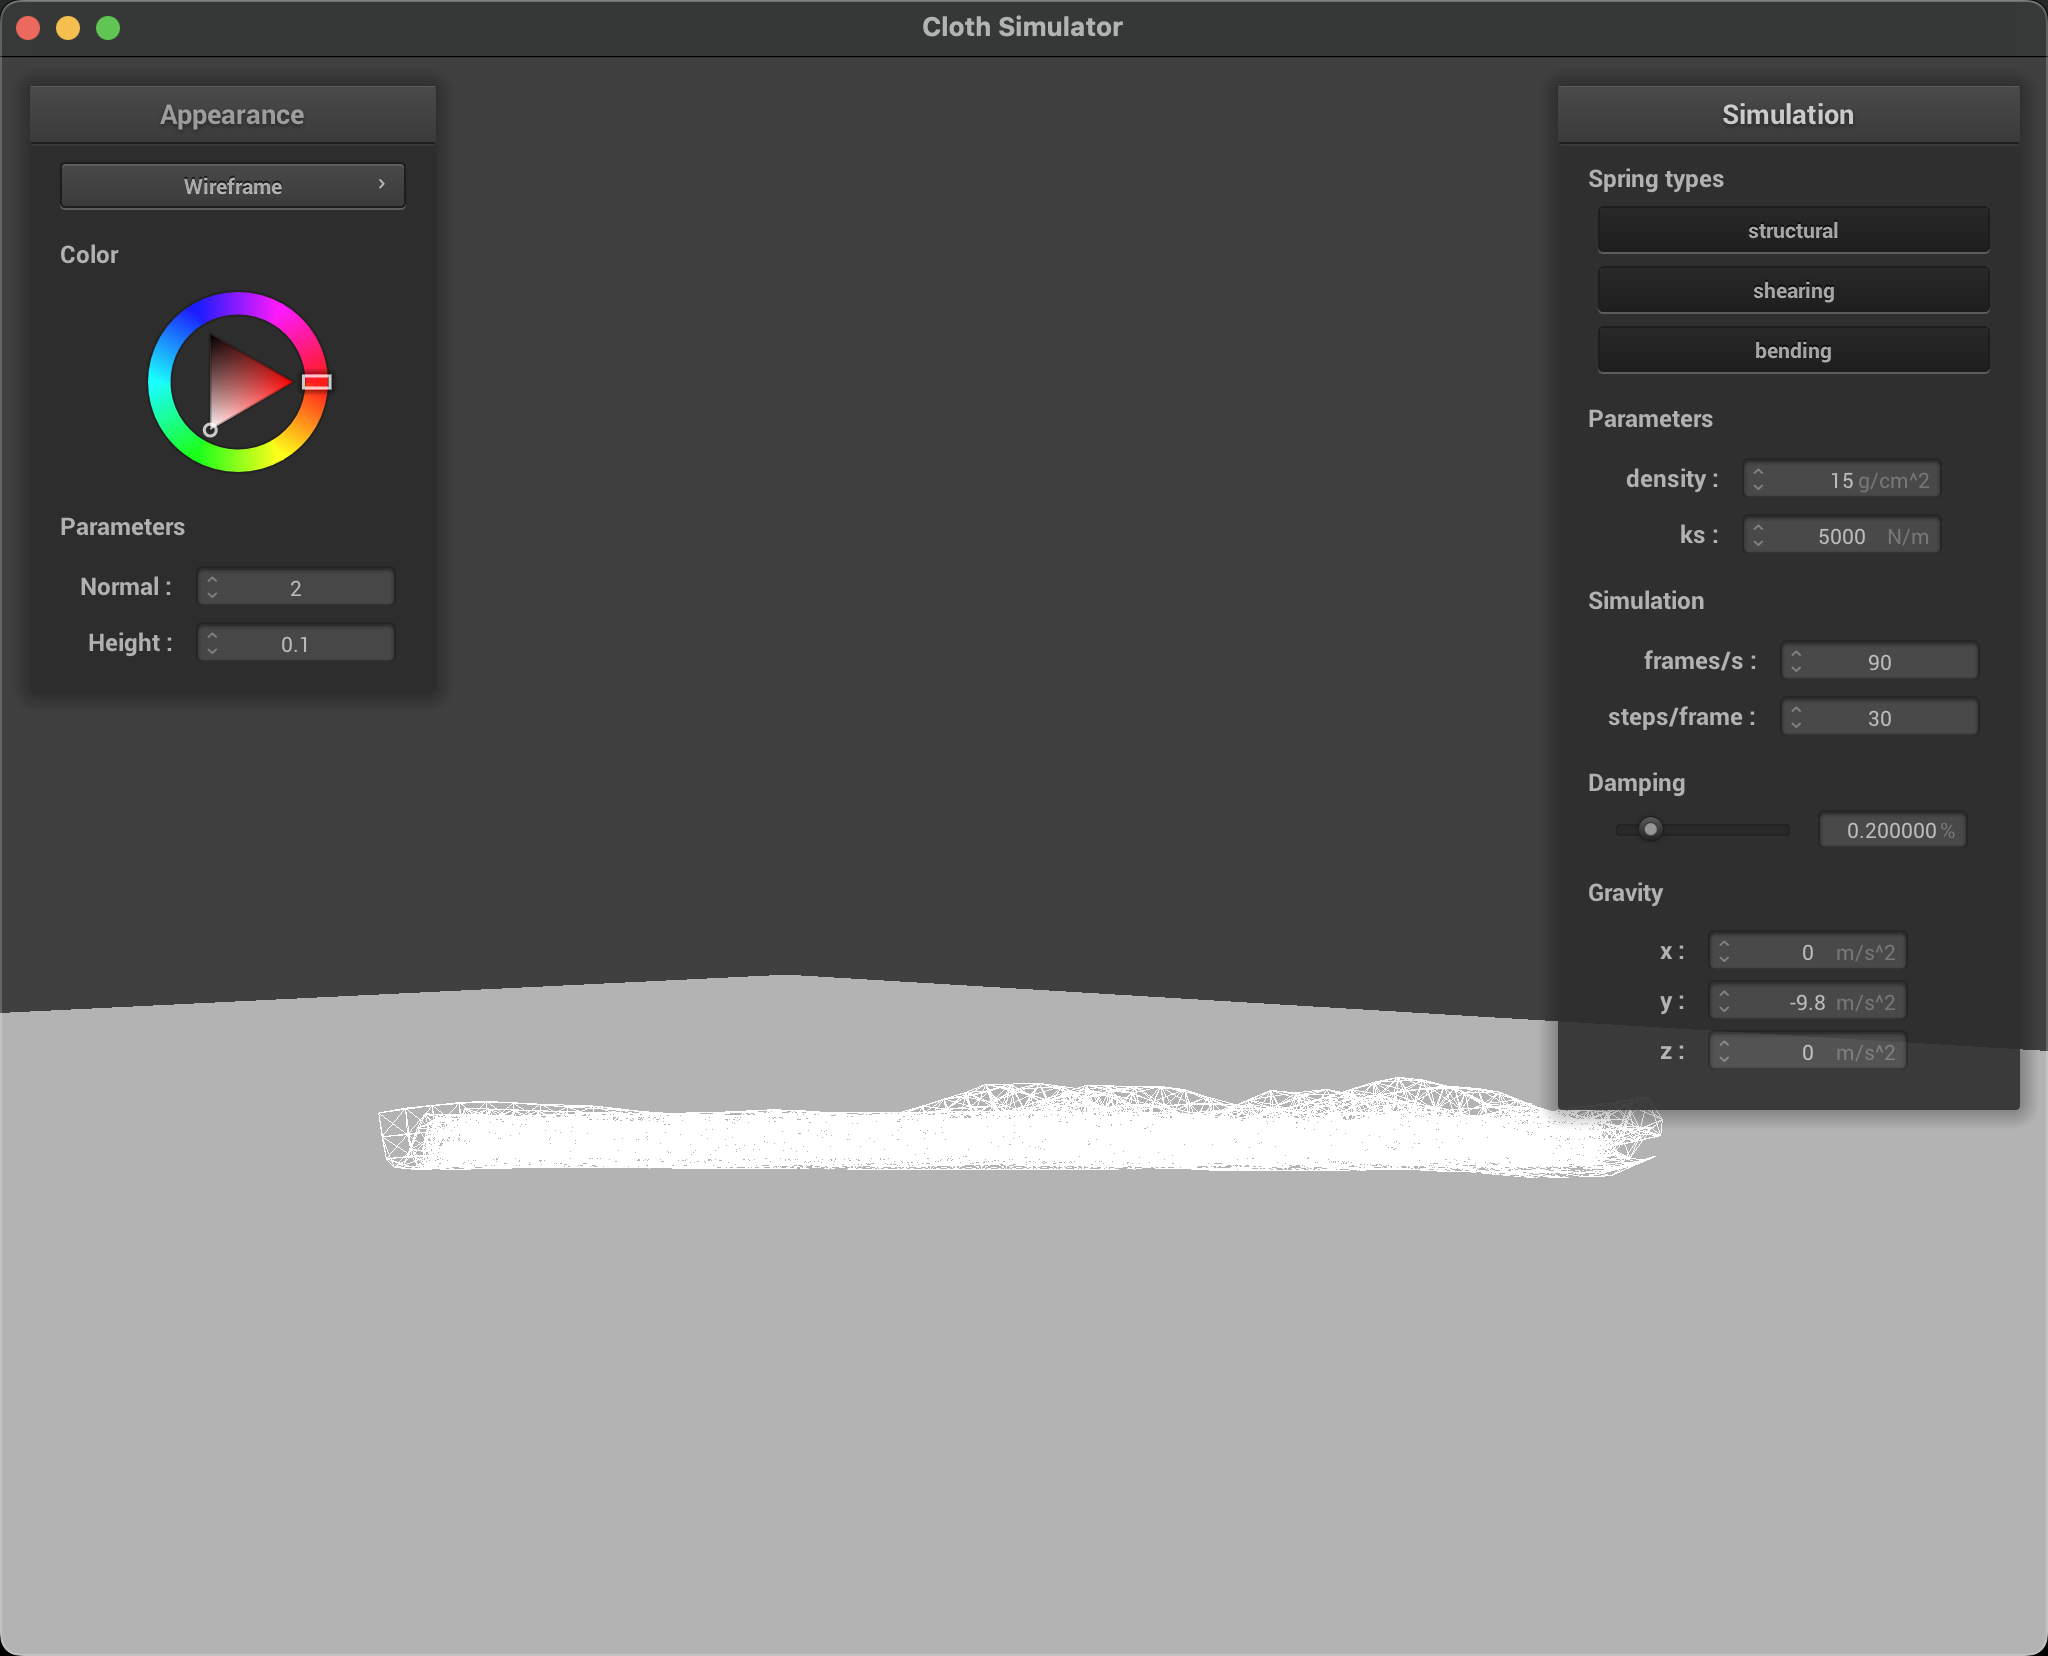 Cloth Simulator
Appearance
Wireframe
Color
Parameters
Normal : 2
Height : 0.1
Simulation
Spring types
structural
shearing
bending
Parameters
density : 15 g/cm^2
ks : 5000 N/m
Simulation
frames/s : 90
steps/frame : 30
Damping
0.200000 %
Gravity
x : 0 m/s^2
y : -9.8 m/s^2
z : 0 m/s^2